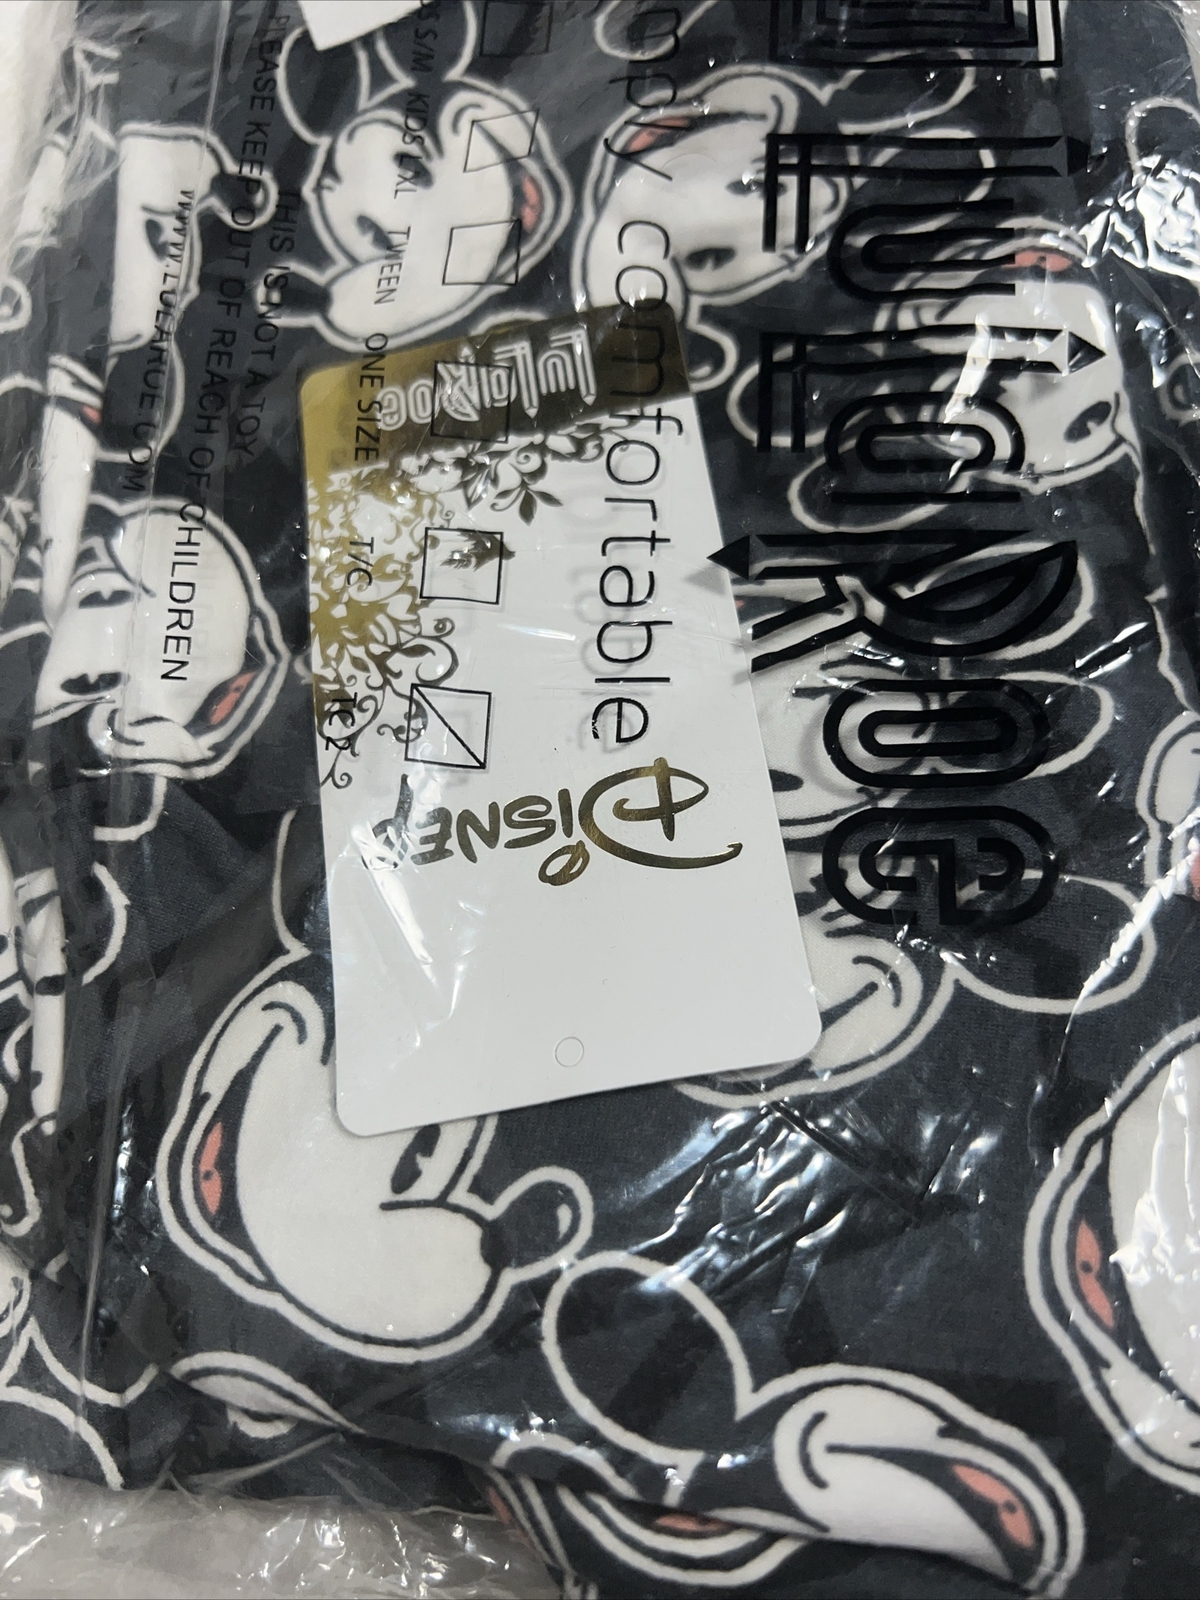 LuLaRoe
simply comfortable
S/M KIDS L/XL TWEEN ONE SIZE T/C TC2
THIS IS NOT A TOY
PLEASE KEEP OUT OF REACH OF CHILDREN
WWW.LULAROE.COM
LuLaRoe
DISNEY